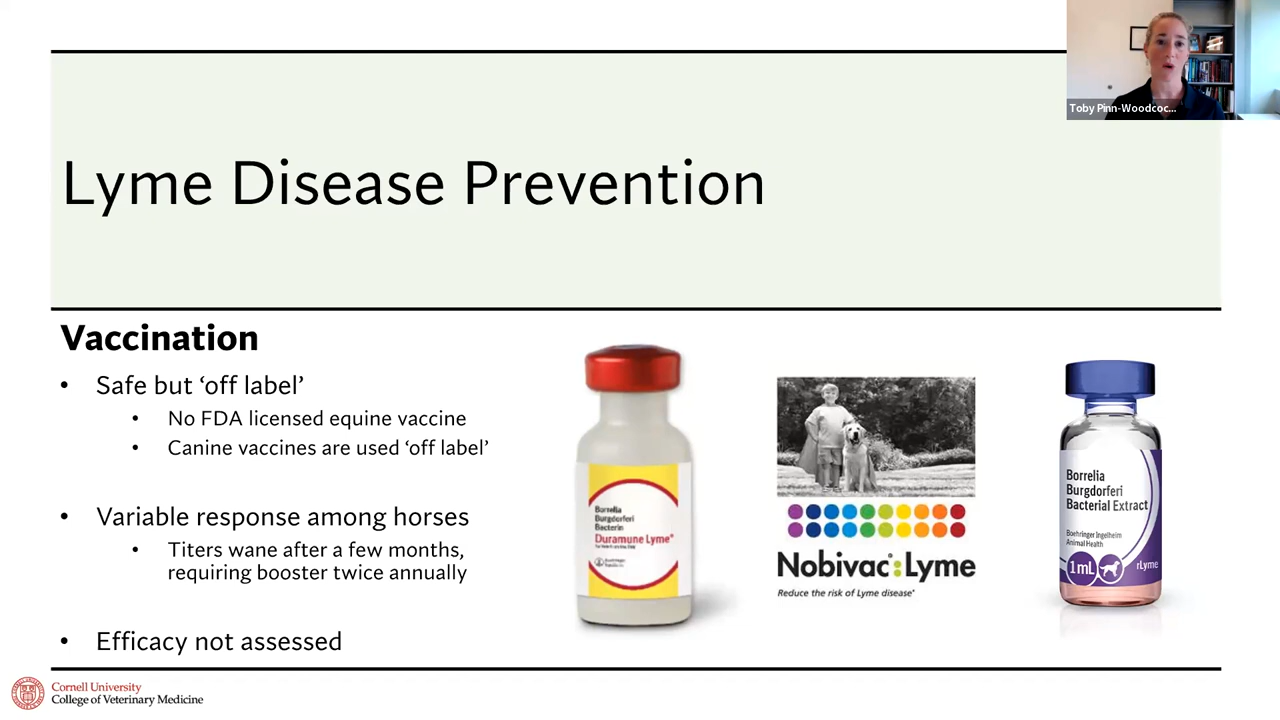 Toby Pinn-Woodcoc...
Lyme Disease Prevention
Vaccination
• Safe but ‘off label’
• No FDA licensed equine vaccine
• Canine vaccines are used ‘off label’
• Variable response among horses
• Titers wane after a few months,
requiring booster twice annually
• Efficacy not assessed
Borrelia
Burgdorferi
Bacterin
Duramune Lyme®
Nobivac:Lyme
Reduce the risk of Lyme disease*
Borrelia
Burgdorferi
Bacterial Extract
Boehringer Ingelheim
Animal Health
1 mL
rLyme
Cornell University
College of Veterinary Medicine